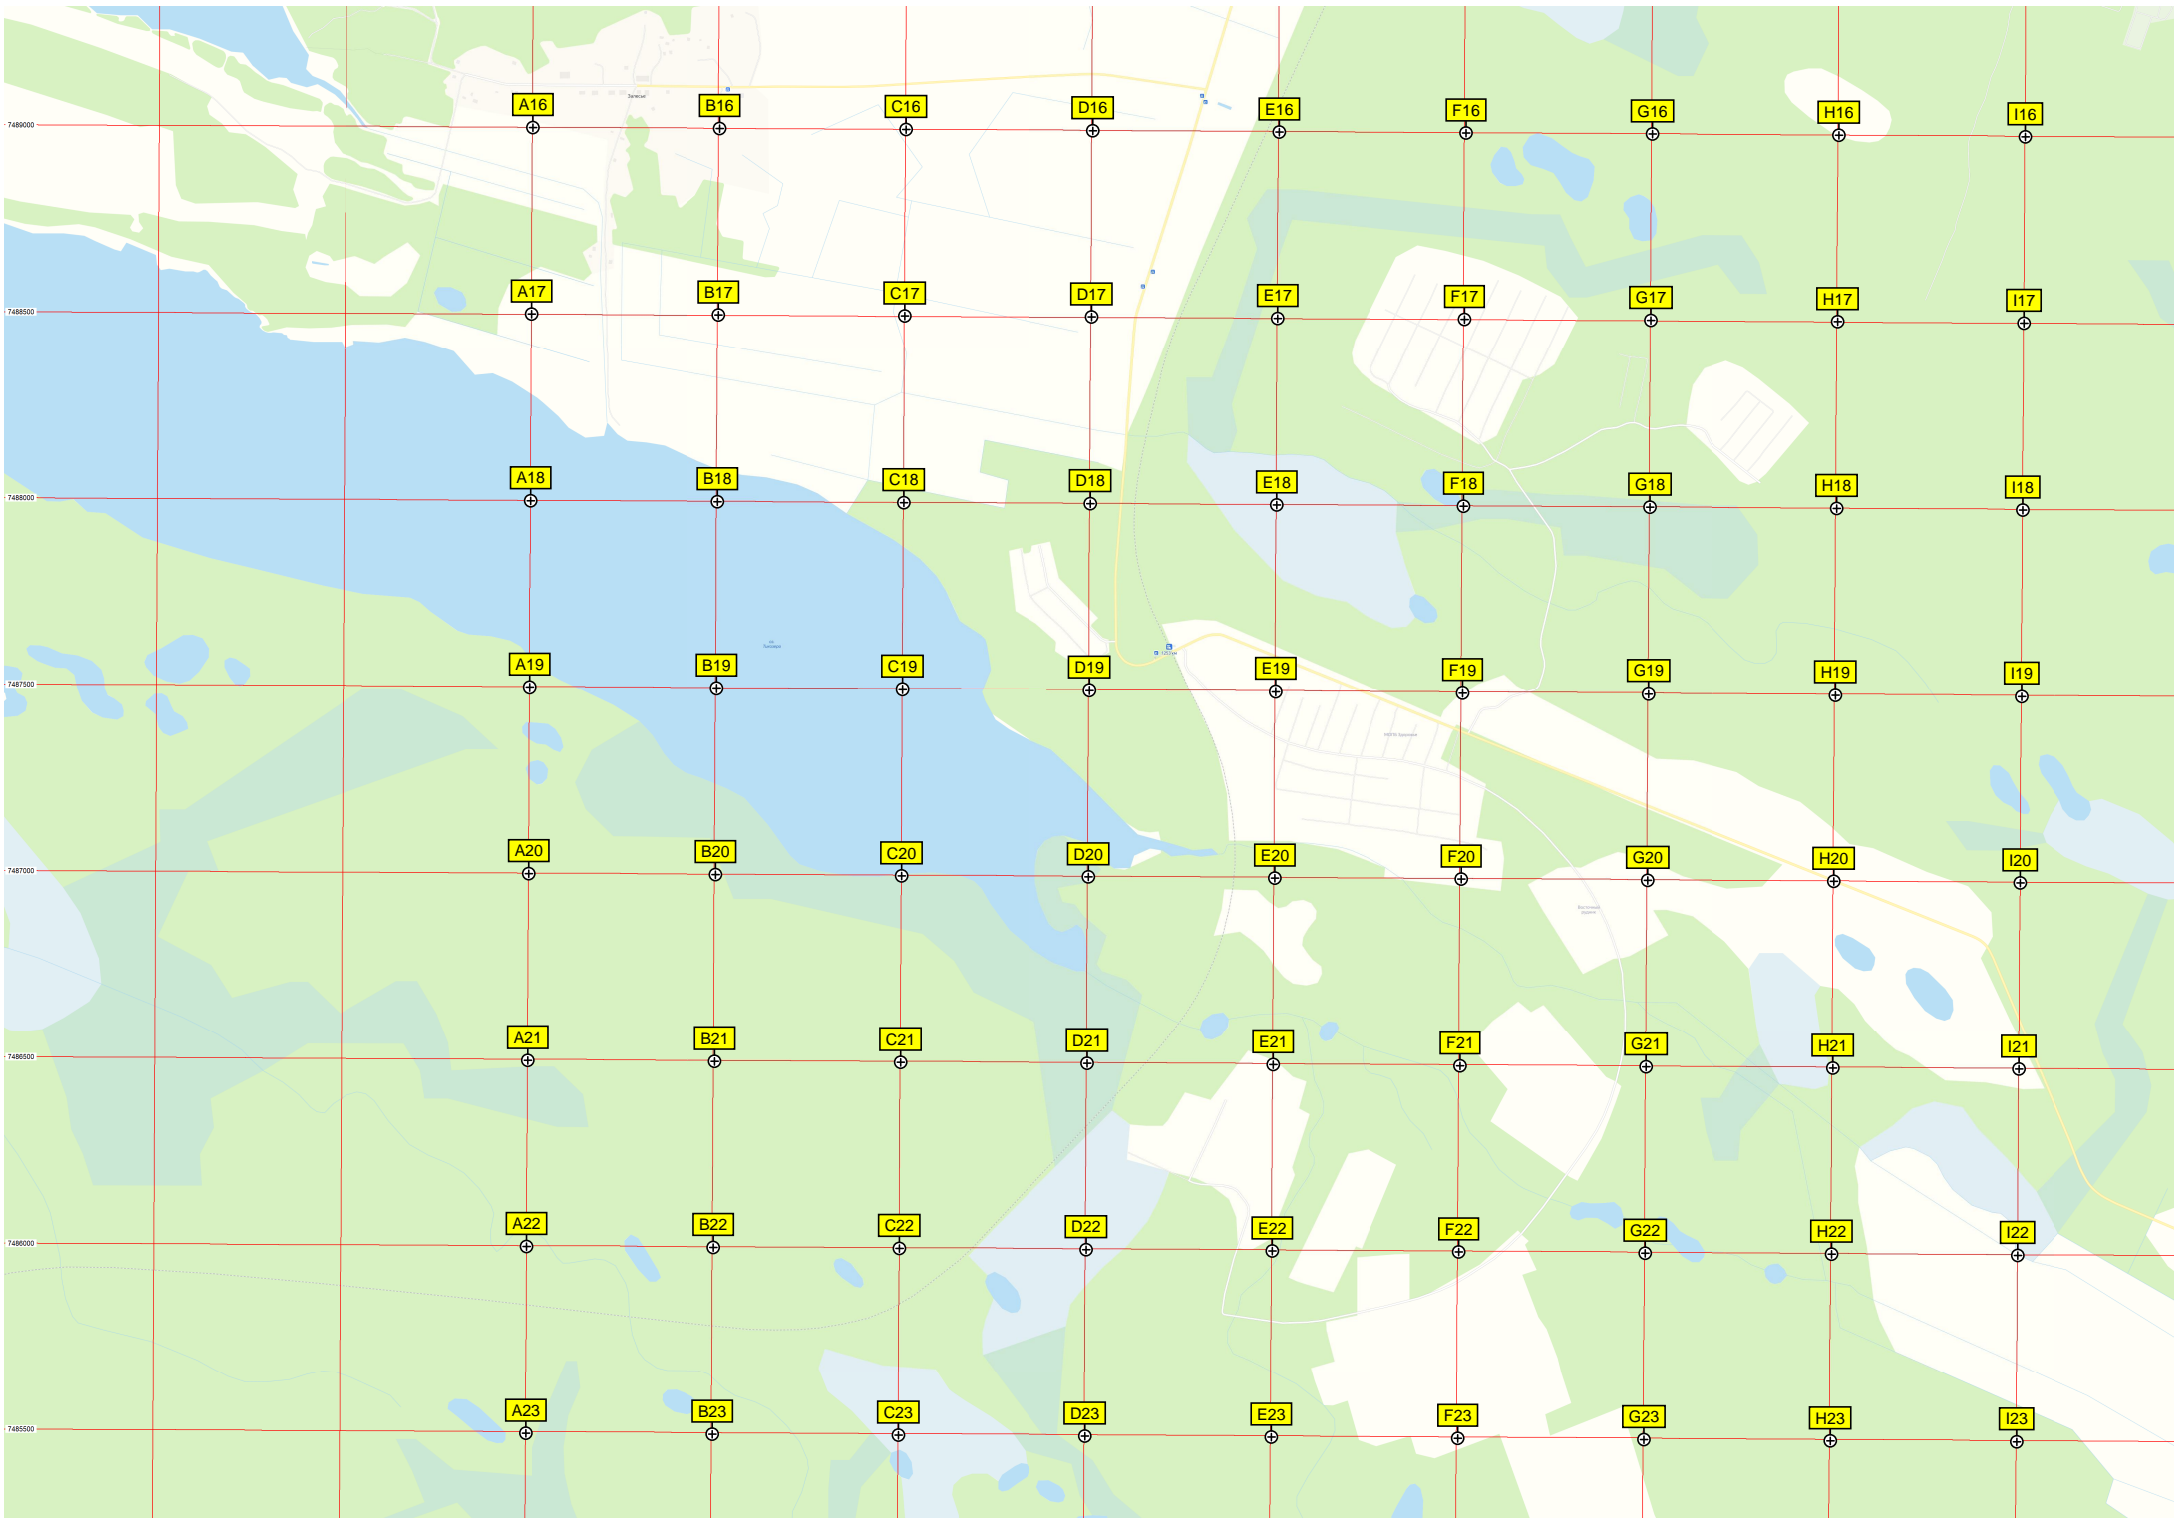 Залесье
A16 B16 C16 D16 E16 F16 G16 H16 I16
7489000
A17 B17 C17 D17 E17 F17 G17 H17 I17
7488500
A18 B18 C18 D18 E18 F18 G18 H18 I18
7488000
A19 B19 C19 D19 E19 F19 G19 H19 I19
7487500
A20 B20 C20 D20 E20 F20 G20 H20 I20
7487000
A21 B21 C21 D21 E21 F21 G21 H21 I21
7486500
A22 B22 C22 D22 E22 F22 G22 H22 I22
7486000
A23 B23 C23 D23 E23 F23 G23 H23 I23
7485500